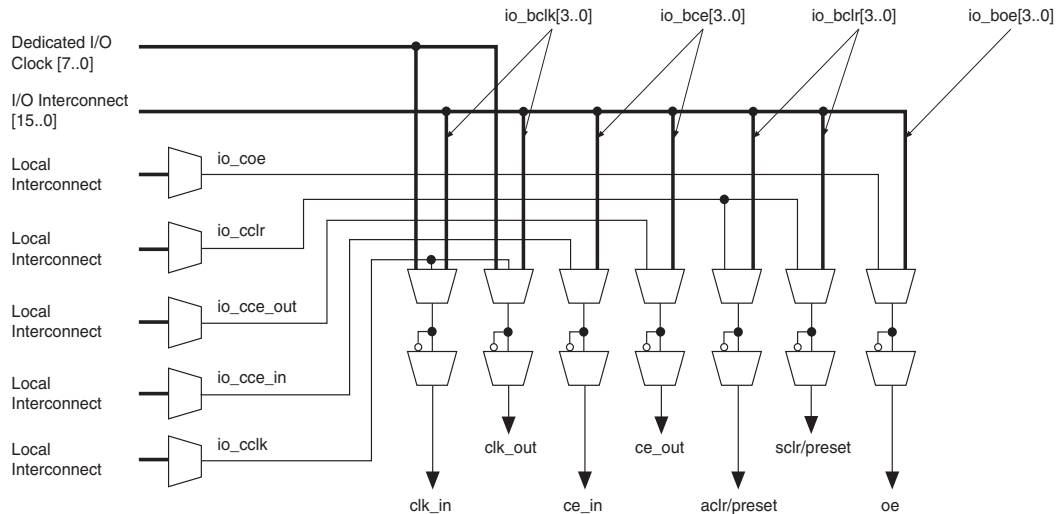 io_bclk[3..0]
io_bce[3..0]
io_bclr[3..0]
io_boe[3..0]
Dedicated I/O
Clock [7..0]
I/O Interconnect
[15..0]
Local
Interconnect
io_coe
Local
Interconnect
io_cclr
Local
Interconnect
io_cce_out
Local
Interconnect
io_cce_in
Local
Interconnect
io_cclk
clk_out
ce_out
sclr/preset
clk_in
ce_in
aclr/preset
oe